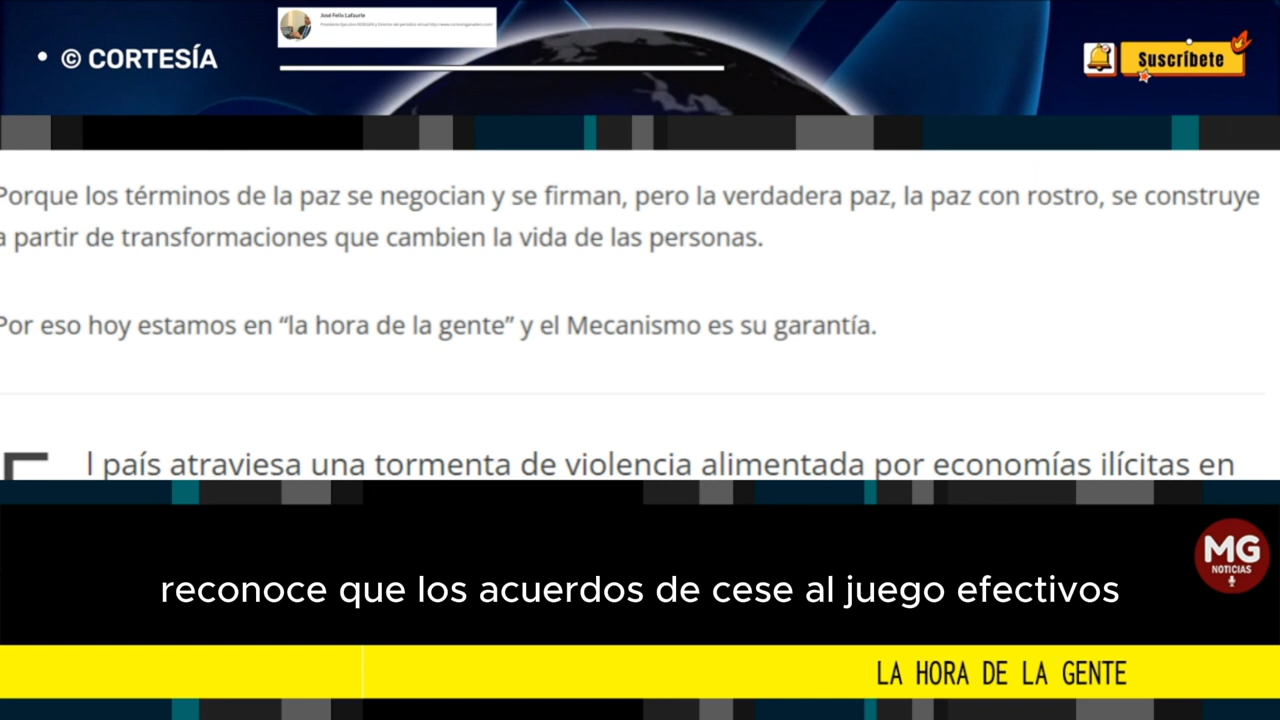 • © CORTESÍA
José Felix Lafaurie
Suscríbete
Porque los términos de la paz se negocian y se firman, pero la verdadera paz, la paz con rostro, se construye
a partir de transformaciones que cambien la vida de las personas.
Por eso hoy estamos en “la hora de la gente” y el Mecanismo es su garantía.
l país atraviesa una tormenta de violencia alimentada por economías ilícitas en
reconoce que los acuerdos de cese al juego efectivos
MG
NOTICIAS
LA HORA DE LA GENTE